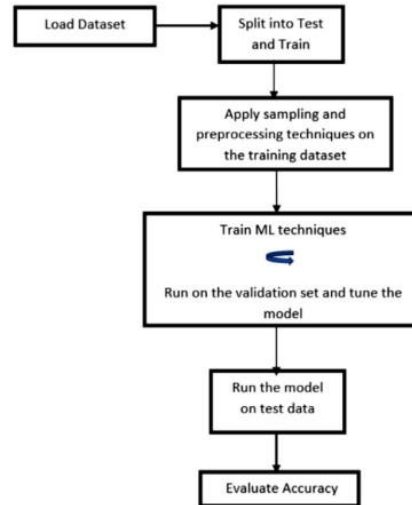 Load Dataset
Split into Test
and Train
Apply sampling and
preprocessing techniques on
the training dataset
Train ML techniques
Run on the validation set and tune the
model
Run the model
on test data
Evaluate Accuracy